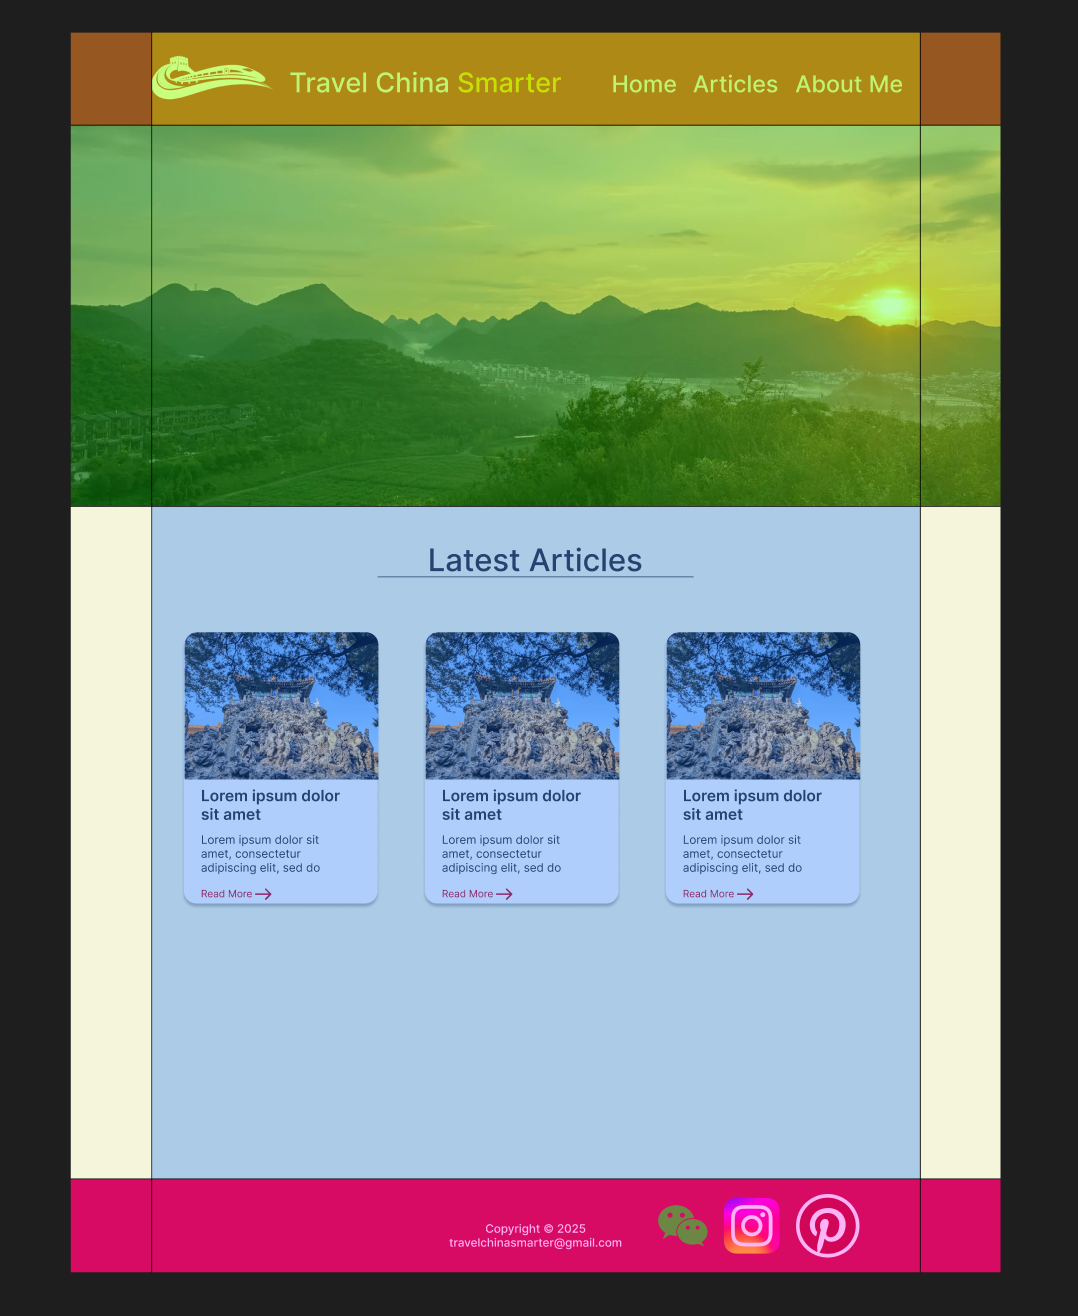 Travel China Smarter
Home Articles About Me
Latest Articles
Lorem ipsum dolor
sit amet
Lorem ipsum dolor sit
amet, consectetur
adipiscing elit, sed do
Read More
Lorem ipsum dolor
sit amet
Lorem ipsum dolor sit
amet, consectetur
adipiscing elit, sed do
Read More
Lorem ipsum dolor
sit amet
Lorem ipsum dolor sit
amet, consectetur
adipiscing elit, sed do
Read More
Copyright © 2025
travelchinasmarter@gmail.com